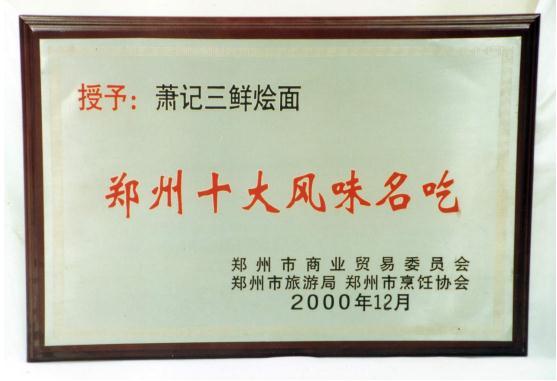 授予：萧记三鲜烩面
郑州十大风味名吃
郑州市商业贸易委员会
郑州市旅游局 郑州市烹饪协会
2000年12月